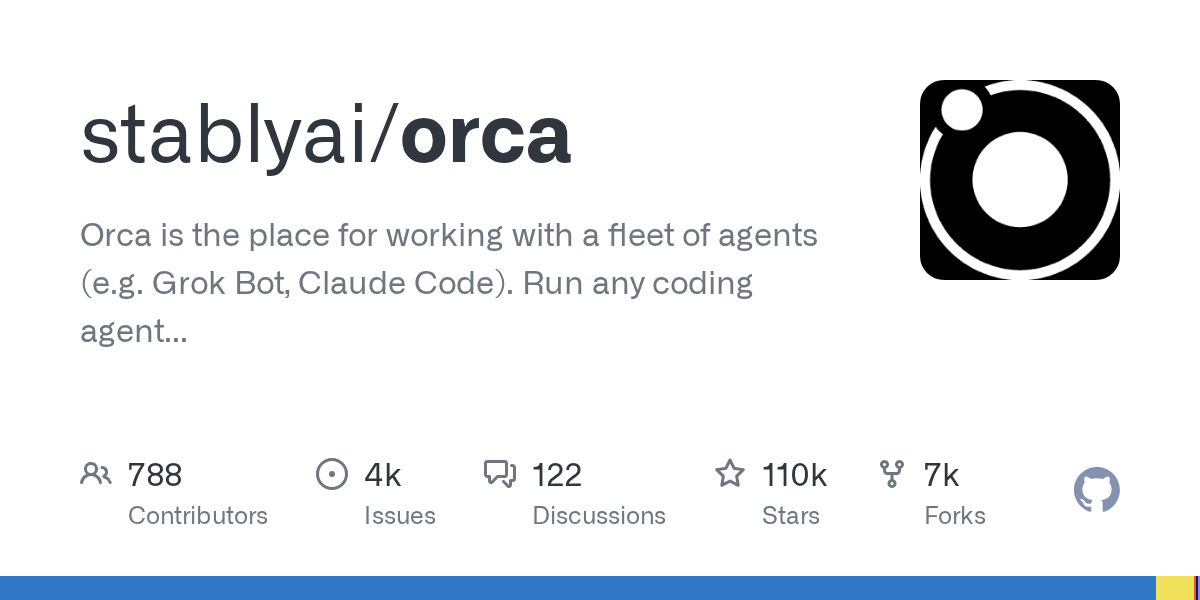 stablyai/orca
Orca is the place for working with a fleet of agents
(e.g. Grok Bot, Claude Code). Run any coding
agent...
788
Contributors
4k
Issues
122
Discussions
110k
Stars
7k
Forks